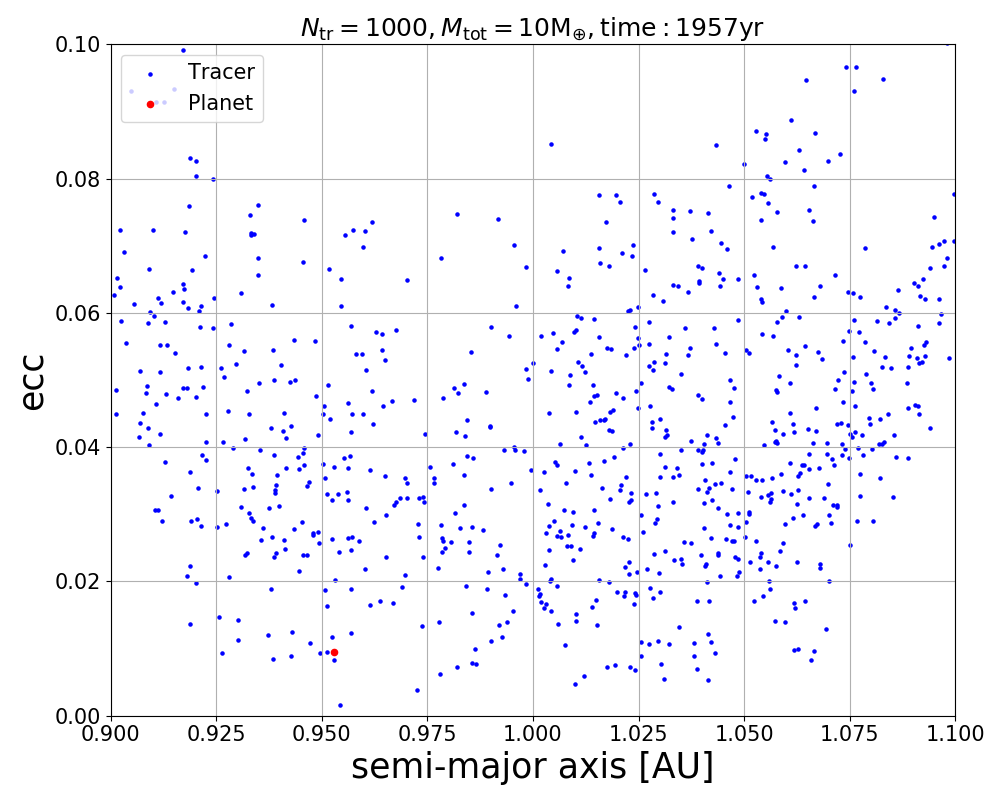 N_tr = 1000, M_tot = 10M_⊕, time : 1957yr
0.10
0.08
0.06
0.04
0.02
0.00
ecc
Tracer
Planet
0.900 0.925 0.950 0.975 1.000 1.025 1.050 1.075 1.100
semi-major axis [AU]